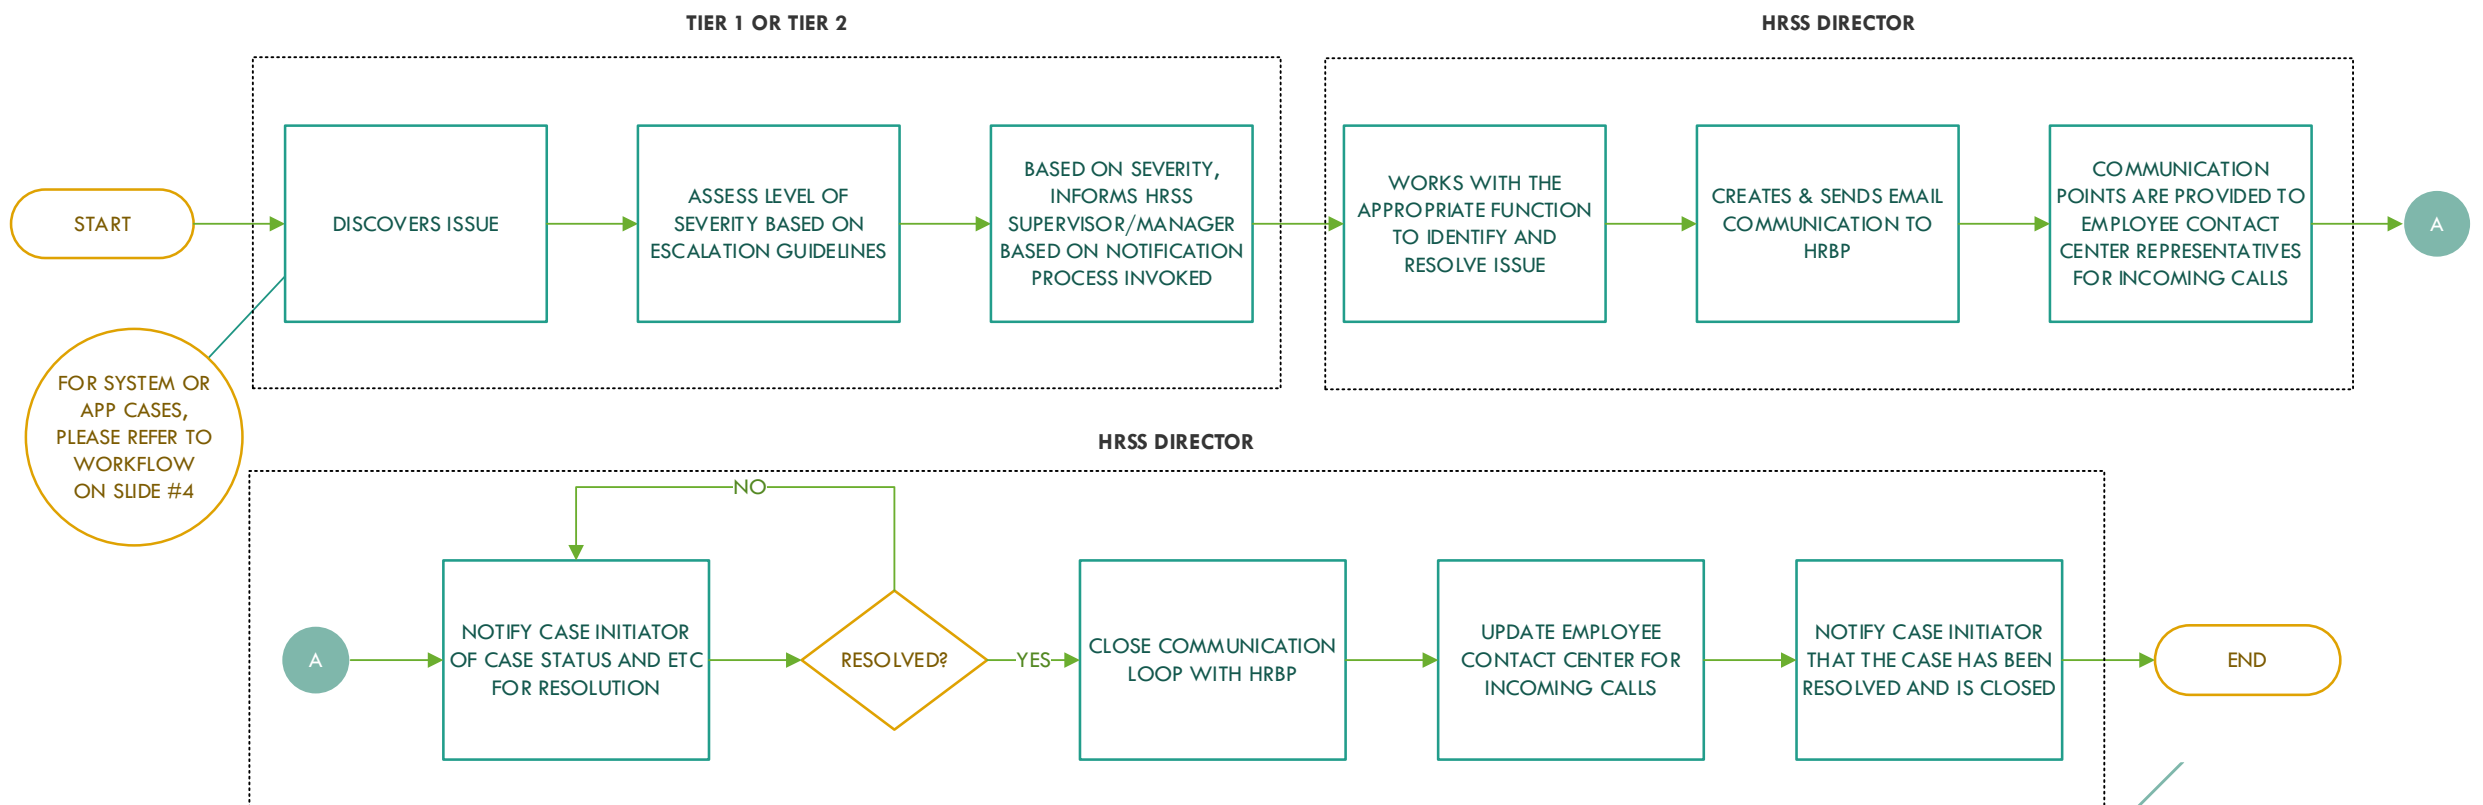 TIER 1 OR TIER 2
HRSS DIRECTOR
START
DISCOVERS ISSUE
ASSESS LEVEL OF
SEVERITY BASED ON
ESCALATION GUIDELINES
BASED ON SEVERITY,
INFORMS HRSS
SUPERVISOR/MANAGER
BASED ON NOTIFICATION
PROCESS INVOKED
WORKS WITH THE
APPROPRIATE FUNCTION
TO IDENTIFY AND
RESOLVE ISSUE
CREATES & SENDS EMAIL
COMMUNICATION TO
HRBP
COMMUNICATION
POINTS ARE PROVIDED TO
EMPLOYEE CONTACT
CENTER REPRESENTATIVES
FOR INCOMING CALLS
A
FOR SYSTEM OR
APP CASES,
PLEASE REFER TO
WORKFLOW
ON SLIDE #4
HRSS DIRECTOR
NO
A
NOTIFY CASE INITIATOR
OF CASE STATUS AND ETC
FOR RESOLUTION
RESOLVED?
YES
CLOSE COMMUNICATION
LOOP WITH HRBP
UPDATE EMPLOYEE
CONTACT CENTER FOR
INCOMING CALLS
NOTIFY CASE INITIATOR
THAT THE CASE HAS BEEN
RESOLVED AND IS CLOSED
END